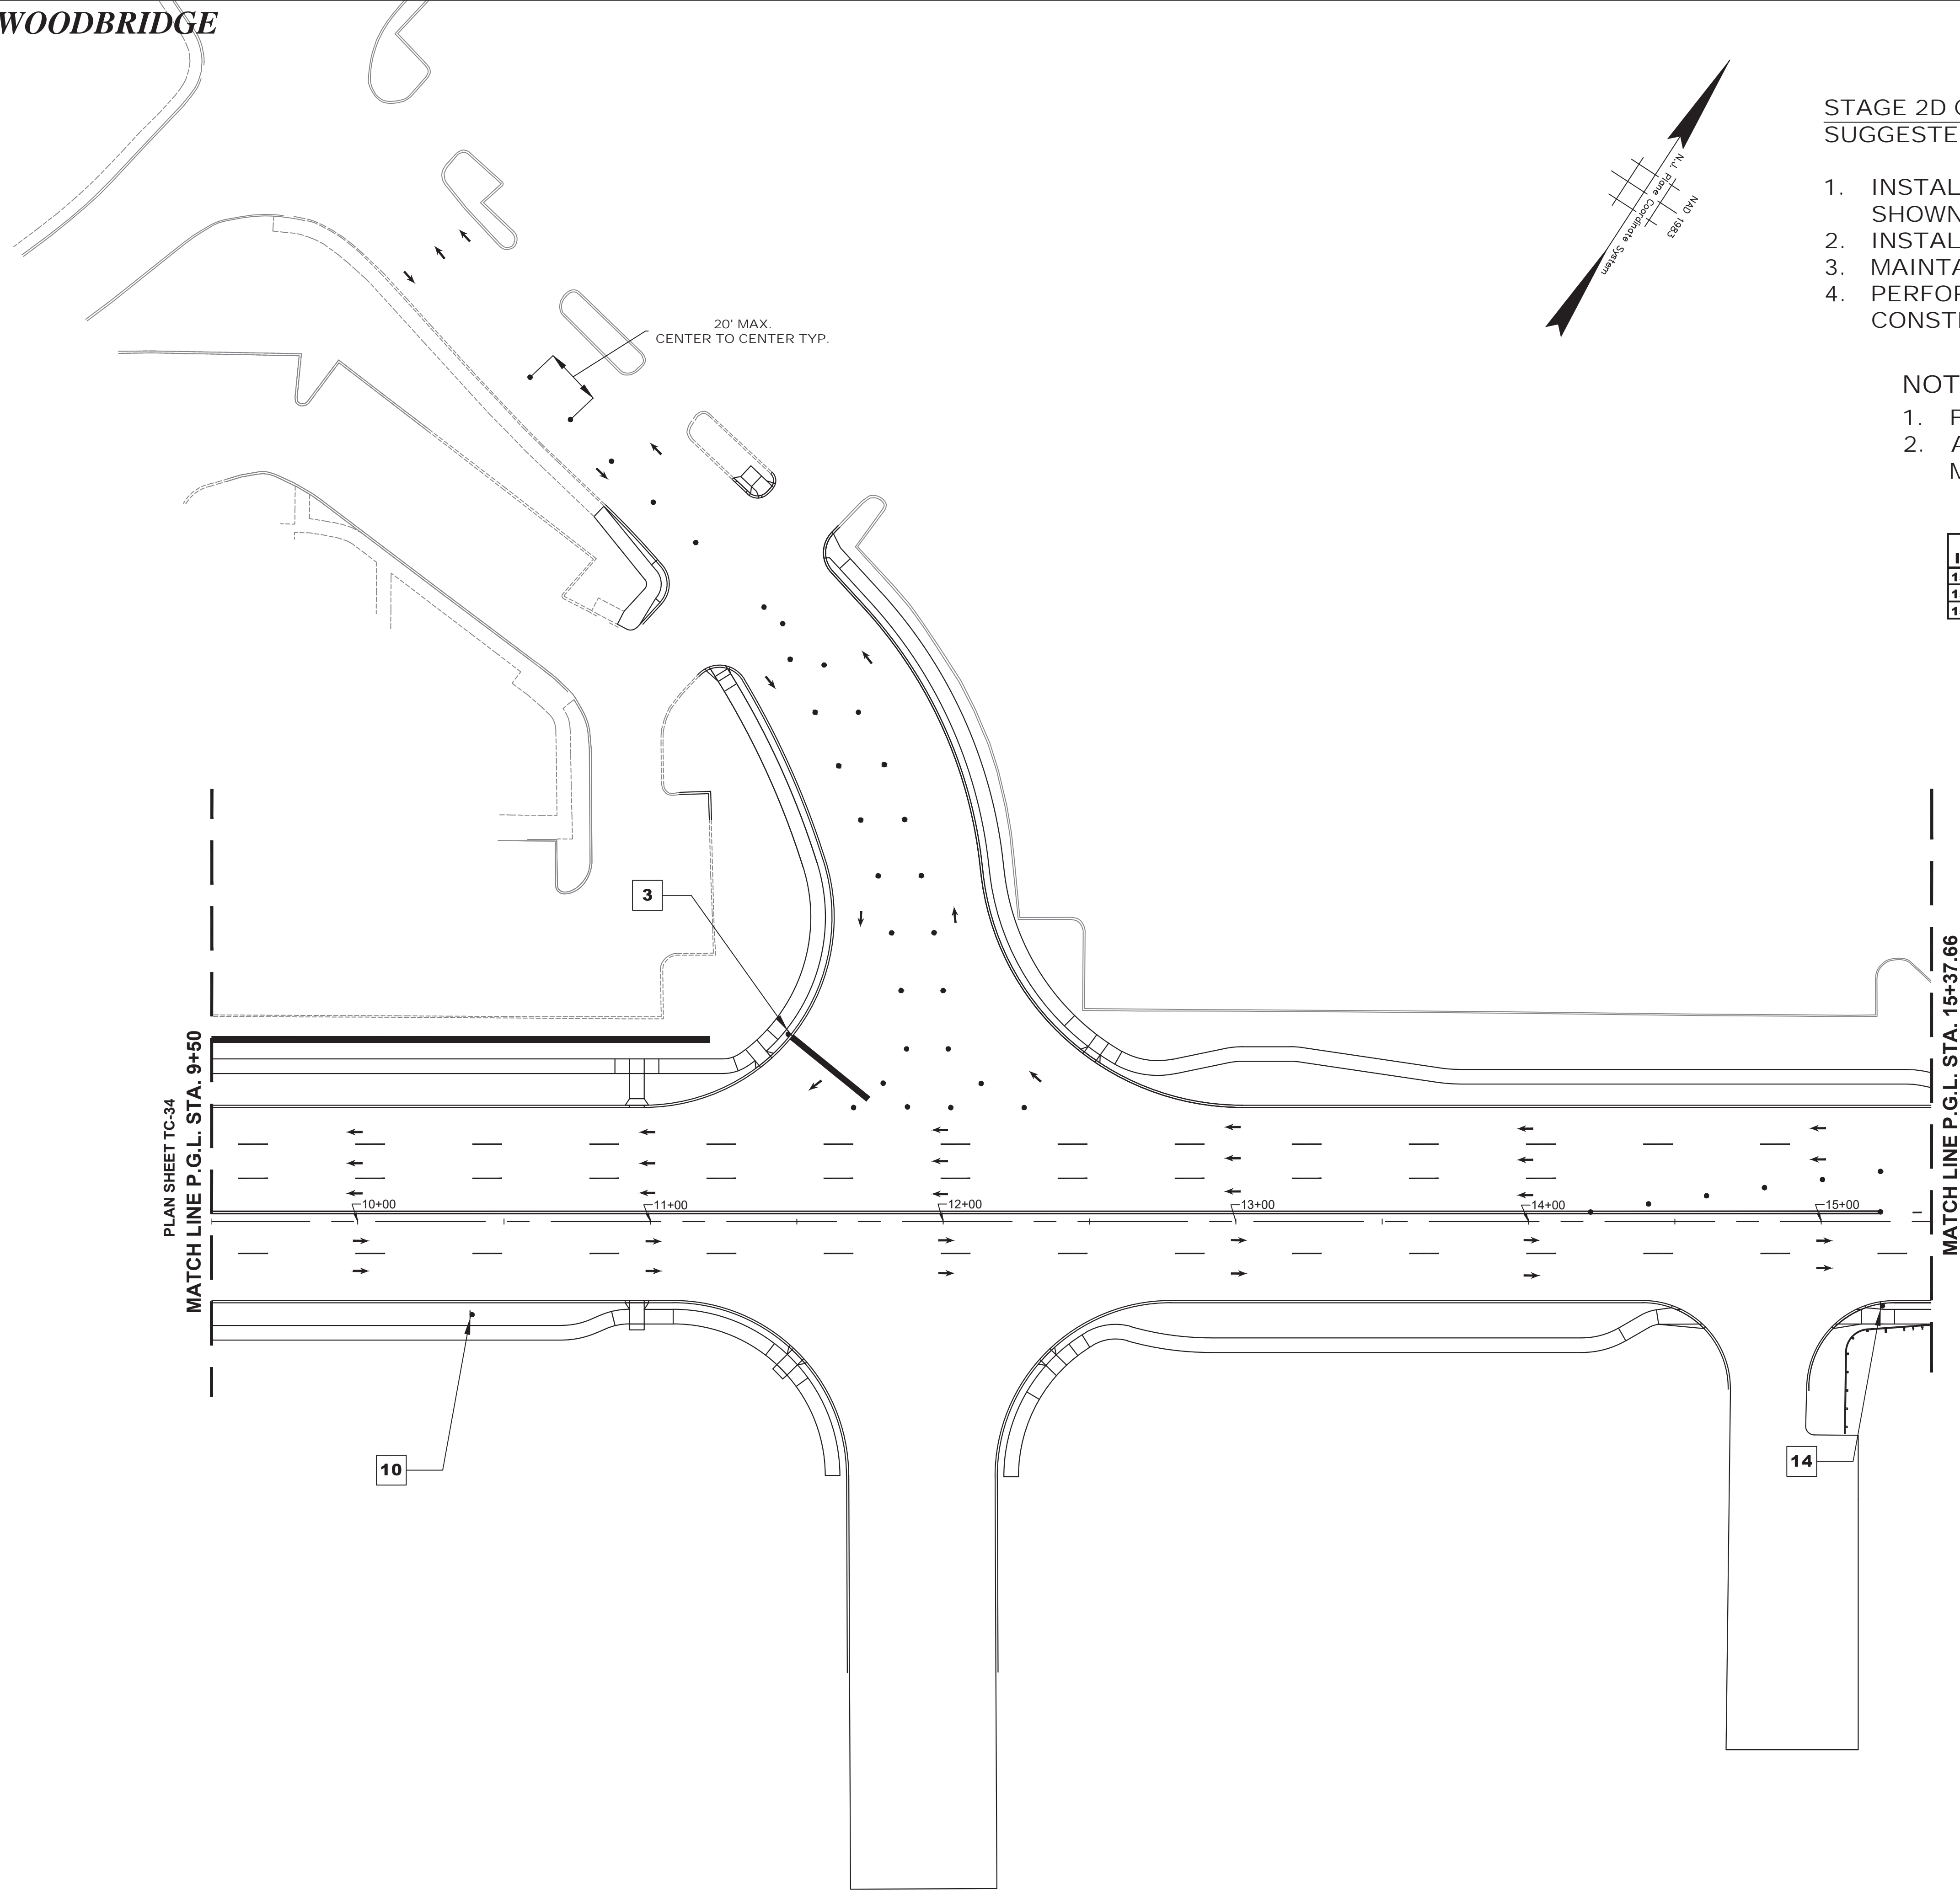 WOODBRIDGE
STAGE 2D
SUGGESTE
1. INSTAL
SHOWN
2. INSTAL
3. MAINTA
4. PERFOR
CONST
NOT
1. F
2. A
M
1
1
1
N.J. Plane Coordinate System
NAD 1983
20' MAX.
CENTER TO CENTER TYP.
3
PLAN SHEET TC-34
MATCH LINE P.G.L. STA. 9+50
MATCH LINE P.G.L. STA. 15+37.66
10+00
11+00
12+00
13+00
14+00
15+00
10
14